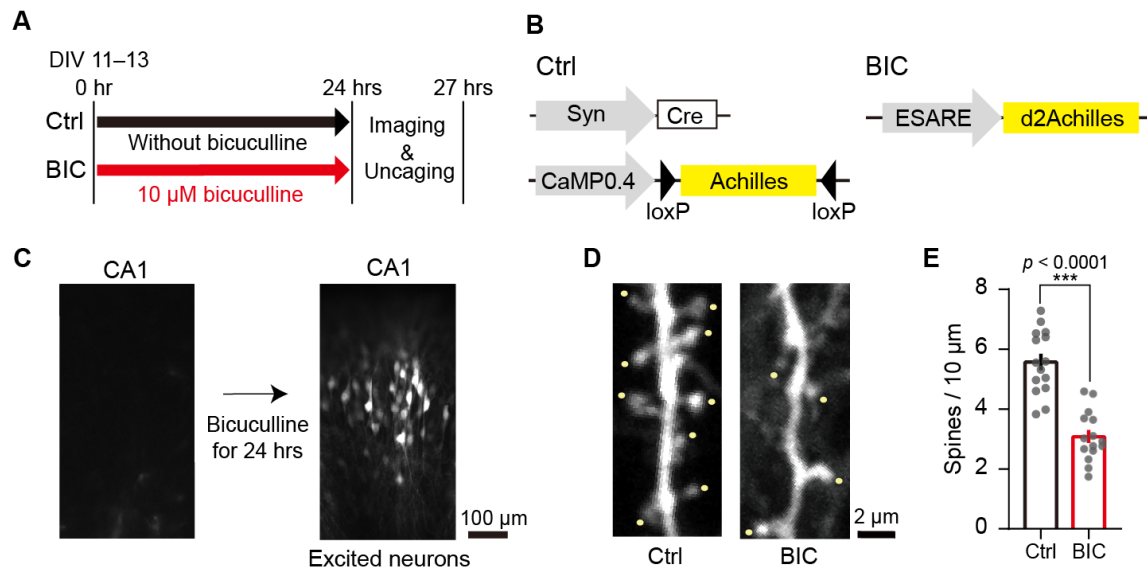 A
DIV 11–13
0 hr
24 hrs
27 hrs
Ctrl
Without bicuculline
BIC
10 µM bicuculline
Imaging
&
Uncaging
B
Ctrl
Syn
Cre
CaMP0.4
Achilles
loxP
loxP
BIC
ESARE
d2Achilles
C
CA1
Bicuculline
for 24 hrs
CA1
100 µm
Excited neurons
D
Ctrl
BIC
2 µm
E
p < 0.0001
***
Spines / 10 µm
8
6
4
2
0
Ctrl
BIC